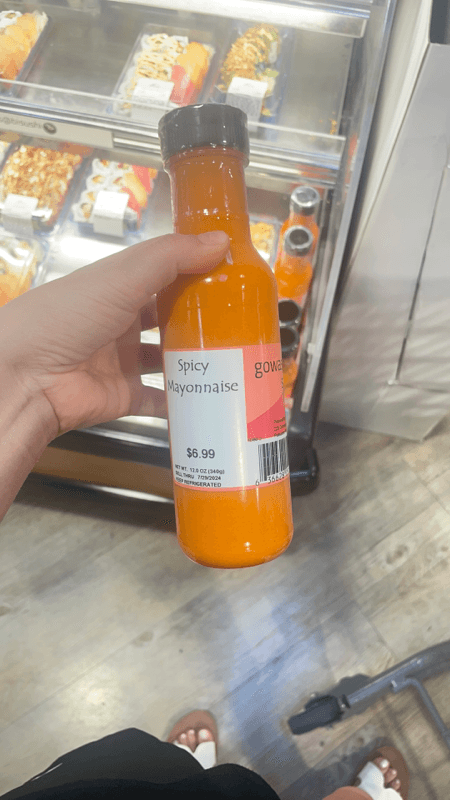 Spicy
Mayonnaise
$6.99
NET WT. 12.0 OZ (340g)
SELL THRU 7/29/2024
KEEP REFRIGERATED
gowa